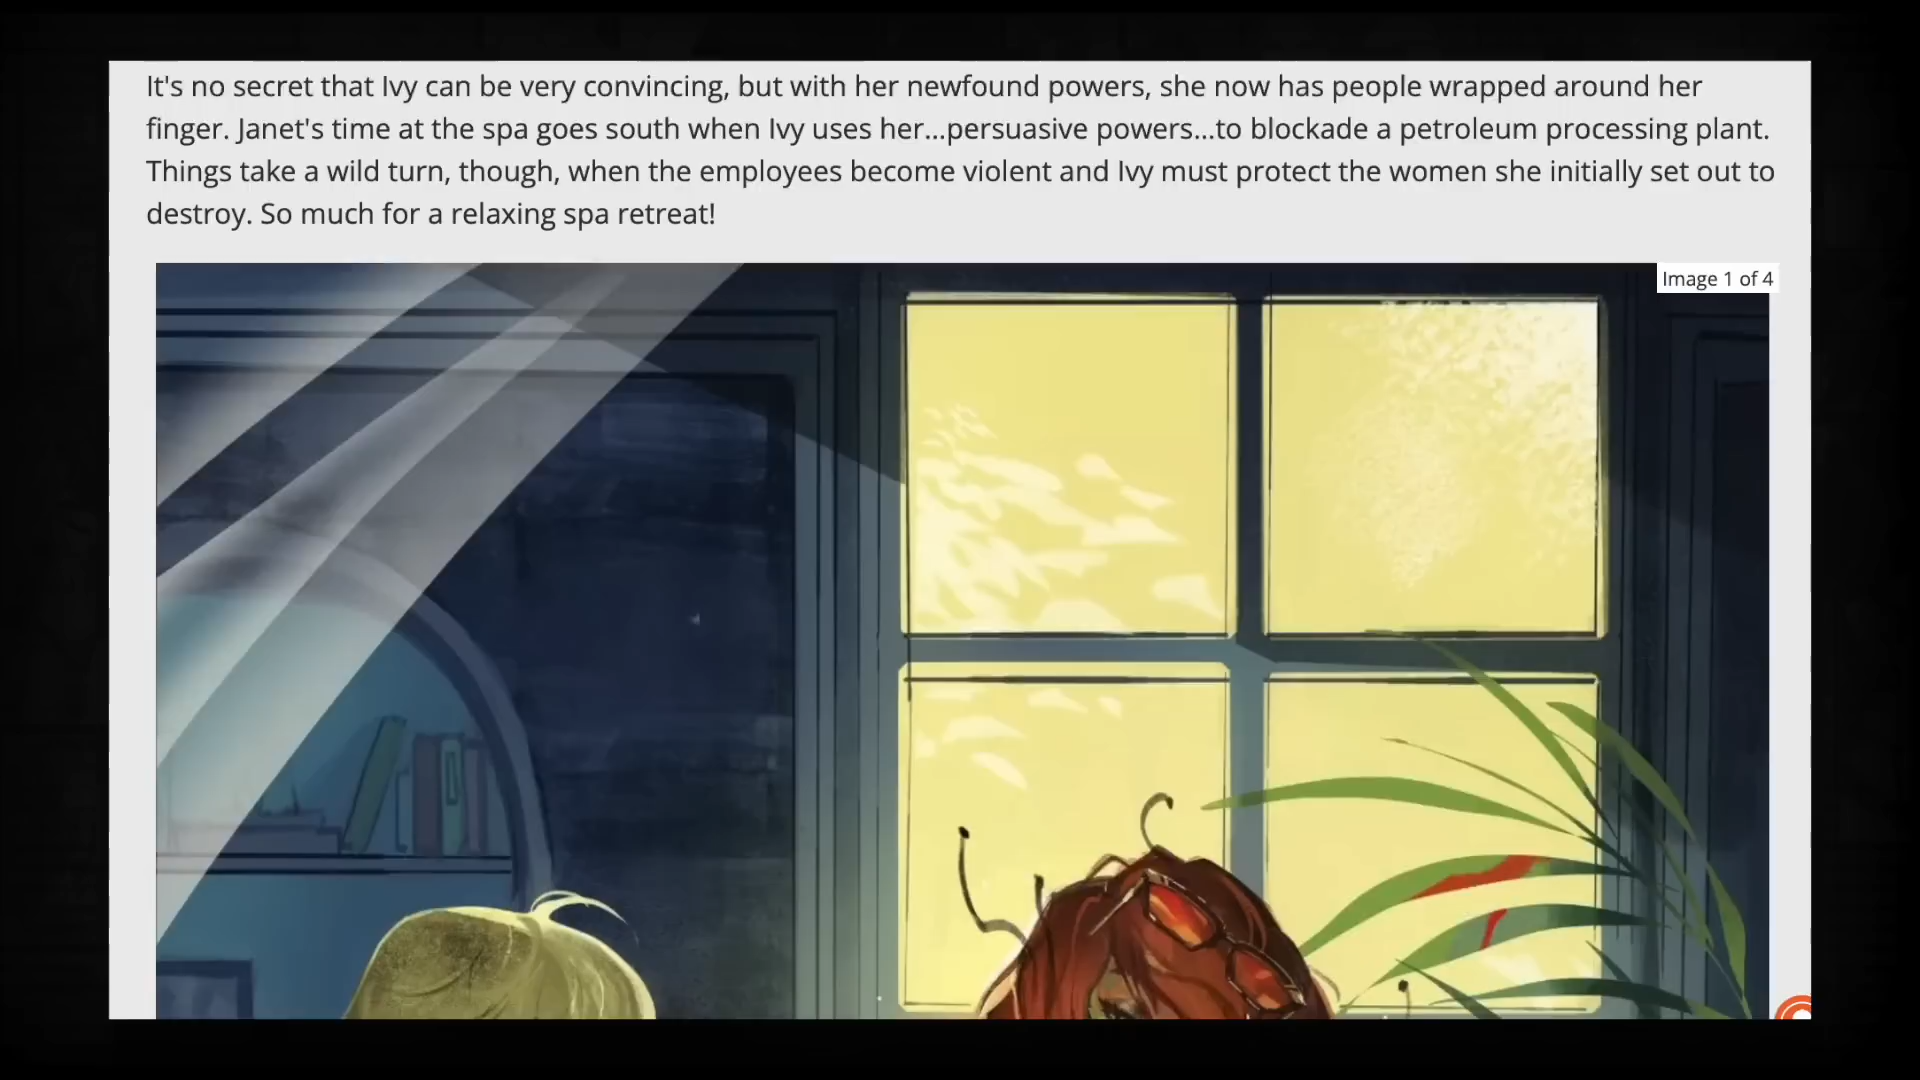 It's no secret that Ivy can be very convincing, but with her newfound powers, she now has people wrapped around her
finger. Janet's time at the spa goes south when Ivy uses her...persuasive powers...to blockade a petroleum processing plant.
Things take a wild turn, though, when the employees become violent and Ivy must protect the women she initially set out to
destroy. So much for a relaxing spa retreat!
Image 1 of 4